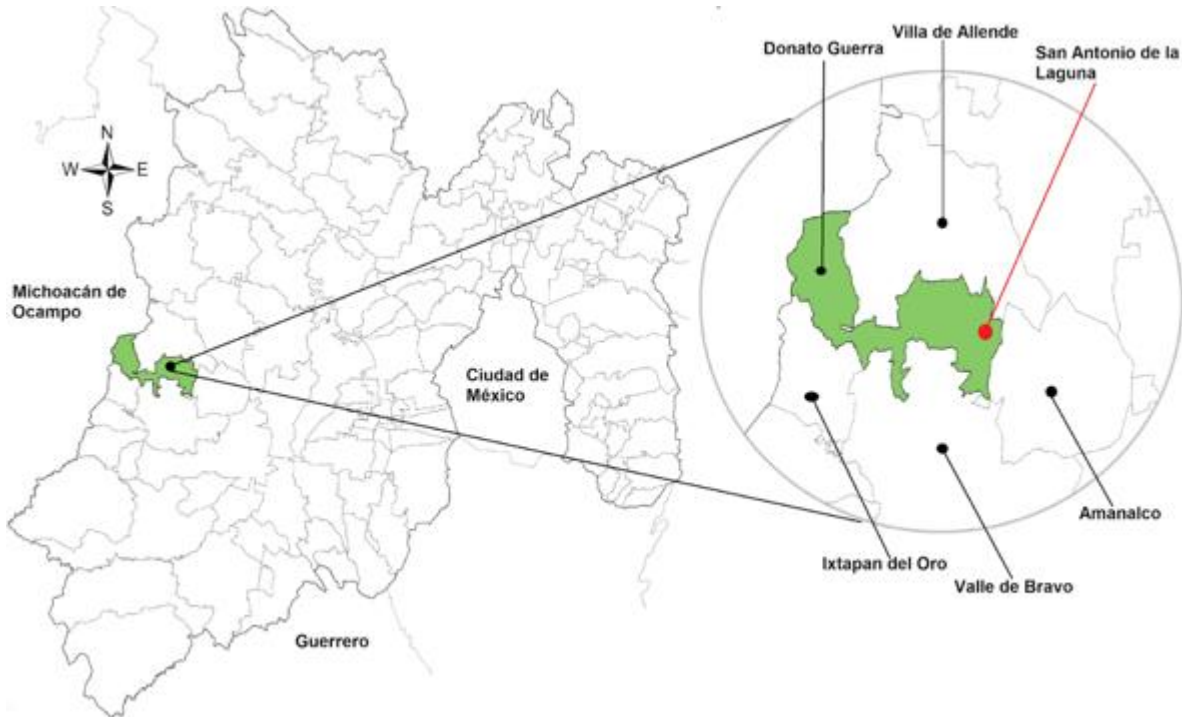 Villa de Allende
Donato Guerra
San Antonio de la
Laguna
N
W
E
S
Michoacán de
Ocampo
Ciudad de
México
Amanalco
Ixtapan del Oro
Valle de Bravo
Guerrero